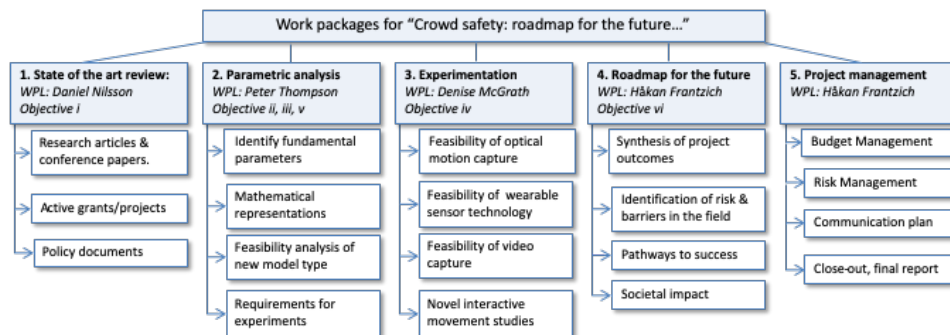 Work packages for “Crowd safety: roadmap for the future…”
1. State of the art review:
WPL: Daniel Nilsson
Objective i
Research articles &
conference papers.
Active grants/projects
Policy documents
2. Parametric analysis
WPL: Peter Thompson
Objective ii, iii, v
Identify fundamental
parameters
Mathematical
representations
Feasibility analysis of
new model type
Requirements for
experiments
3. Experimentation
WPL: Denise McGrath
Objective iv
Feasibility of optical
motion capture
Feasibility of wearable
sensor technology
Feasibility of video
capture
Novel interactive
movement studies
4. Roadmap for the future
WPL: Håkan Frantzich
Objective vi
Synthesis of project
outcomes
Identification of risk &
barriers in the field
Pathways to success
Societal impact
5. Project management
WPL: Håkan Frantzich
Budget Management
Risk Management
Communication plan
Close-out, final report